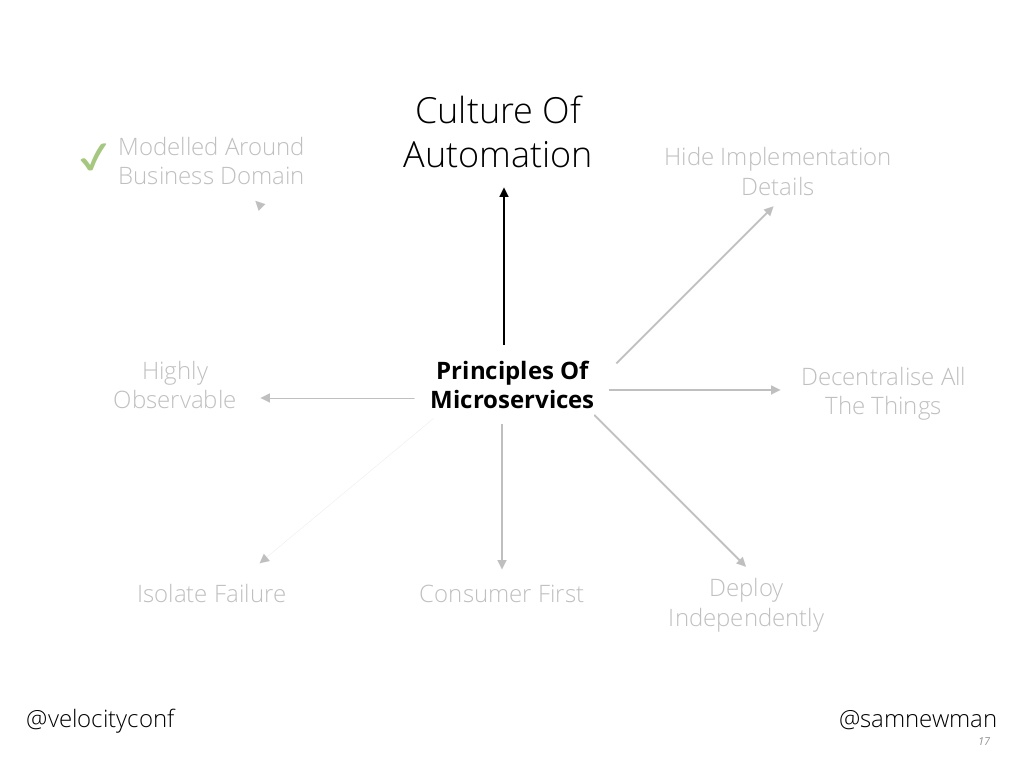 Culture Of
Automation
Modelled Around
Business Domain
Hide Implementation
Details
Highly
Observable
Principles Of
Microservices
Decentralise All
The Things
Isolate Failure
Consumer First
Deploy
Independently
@velocityconf
@samnewman
17